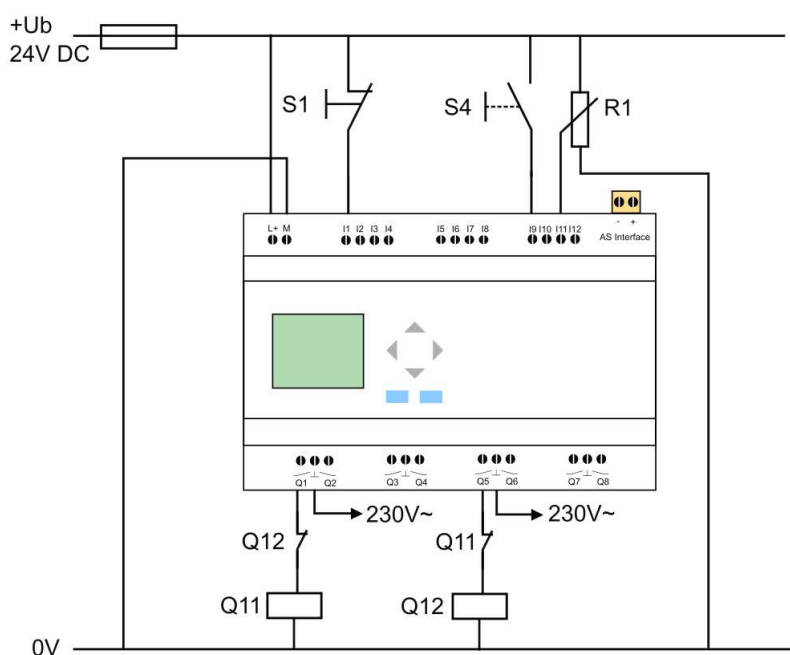 +Ub
24V DC
S1
S4
R1
- +
L+ M I1 I2 I3 I4 I5 I6 I7 I8 I9 I10 I11 I12 AS Interface
Q1 Q2 Q3 Q4 Q5 Q6 Q7 Q8
230V~ 230V~
Q12 Q11
Q11 Q12
0V